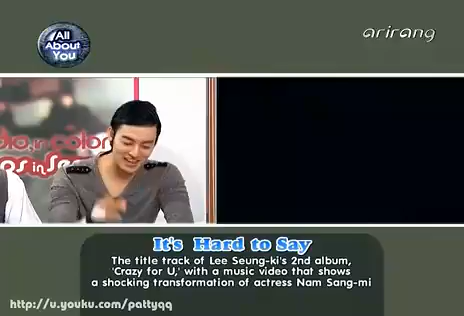 All
About
You
arirang
It's Hard to Say
The title track of Lee Seung-ki's 2nd album,
'Crazy for U,' with a music video that shows
a shocking transformation of actress Nam Sang-mi
http://u.youku.com/pattyqq